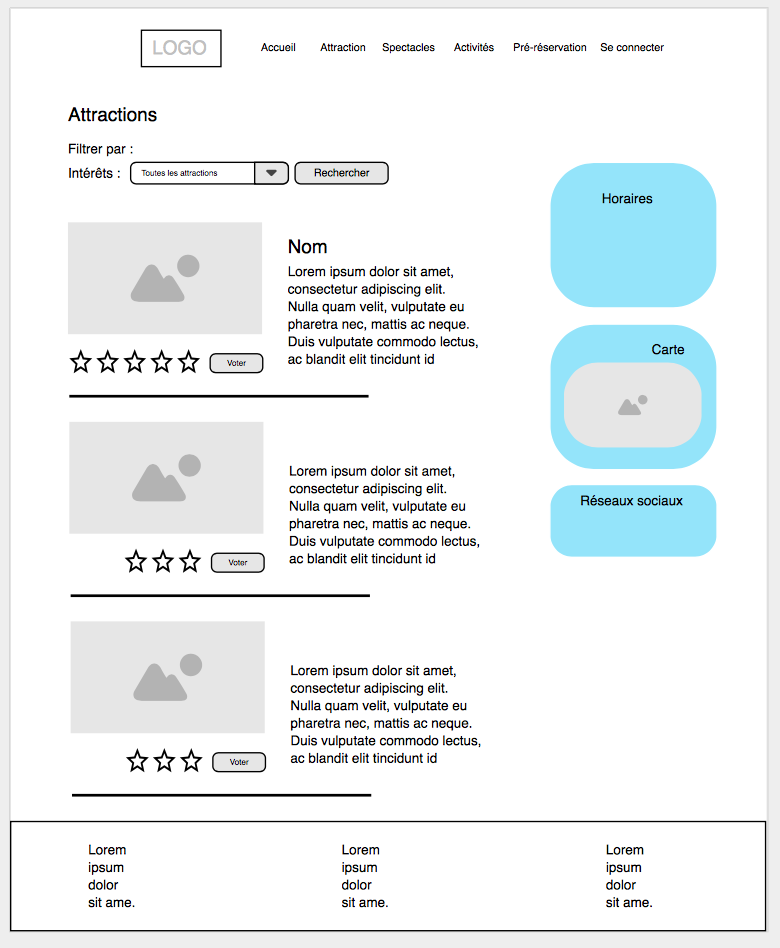 LOGO
Accueil
Attraction
Spectacles
Activités
Pré-réservation
Se connecter
Attractions
Filtrer par :
Intérêts :
Toutes les attractions
Rechercher
Nom
Lorem ipsum dolor sit amet,
consectetur adipiscing elit.
Nulla quam velit, vulputate eu
pharetra nec, mattis ac neque.
Duis vulputate commodo lectus,
ac blandit elit tincidunt id
Voter
Lorem ipsum dolor sit amet,
consectetur adipiscing elit.
Nulla quam velit, vulputate eu
pharetra nec, mattis ac neque.
Duis vulputate commodo lectus,
ac blandit elit tincidunt id
Voter
Lorem ipsum dolor sit amet,
consectetur adipiscing elit.
Nulla quam velit, vulputate eu
pharetra nec, mattis ac neque.
Duis vulputate commodo lectus,
ac blandit elit tincidunt id
Voter
Horaires
Carte
Réseaux sociaux
Lorem
ipsum
dolor
sit ame.
Lorem
ipsum
dolor
sit ame.
Lorem
ipsum
dolor
sit ame.